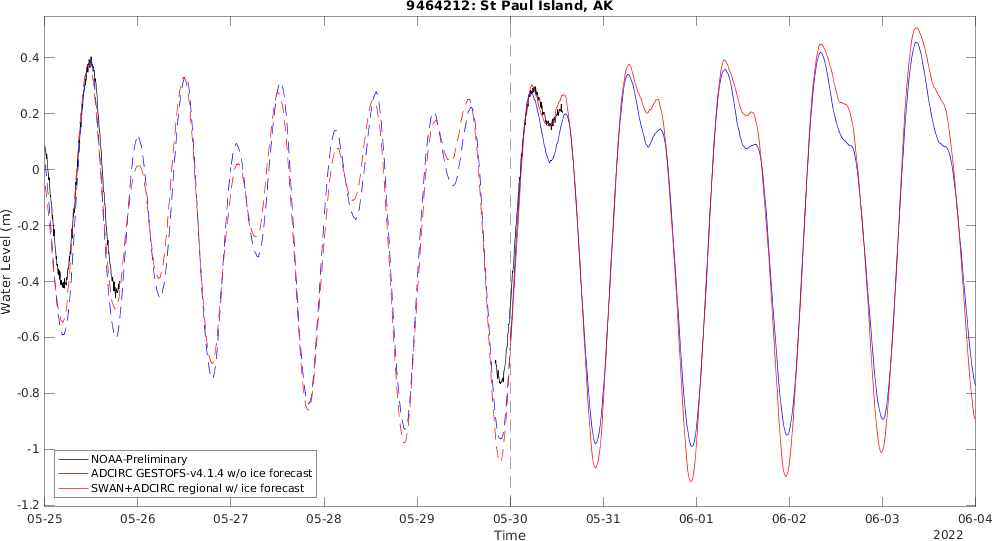 9464212: St Paul Island, AK
Water Level (m)
0.4
0.2
0
-0.2
-0.4
-0.6
-0.8
-1
-1.2
NOAA-Preliminary
ADCIRC GESTOFS-v4.1.4 w/o ice forecast
SWAN+ADCIRC regional w/ ice forecast
05-25 05-26 05-27 05-28 05-29 05-30 05-31 06-01 06-02 06-03 06-04
Time
2022